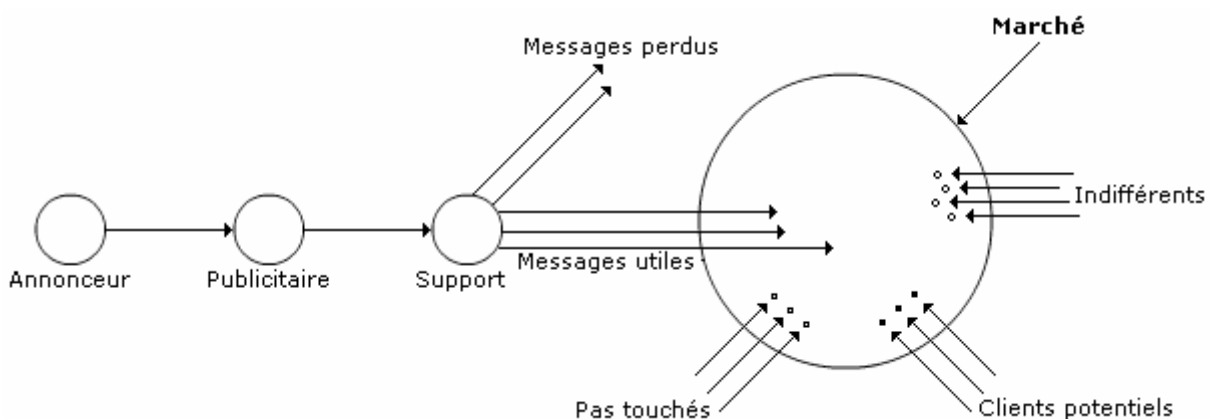 Marché
Messages perdus
Indifférents
Messages utiles
Annonceur
Publicitaire
Support
Pas touchés
Clients potentiels